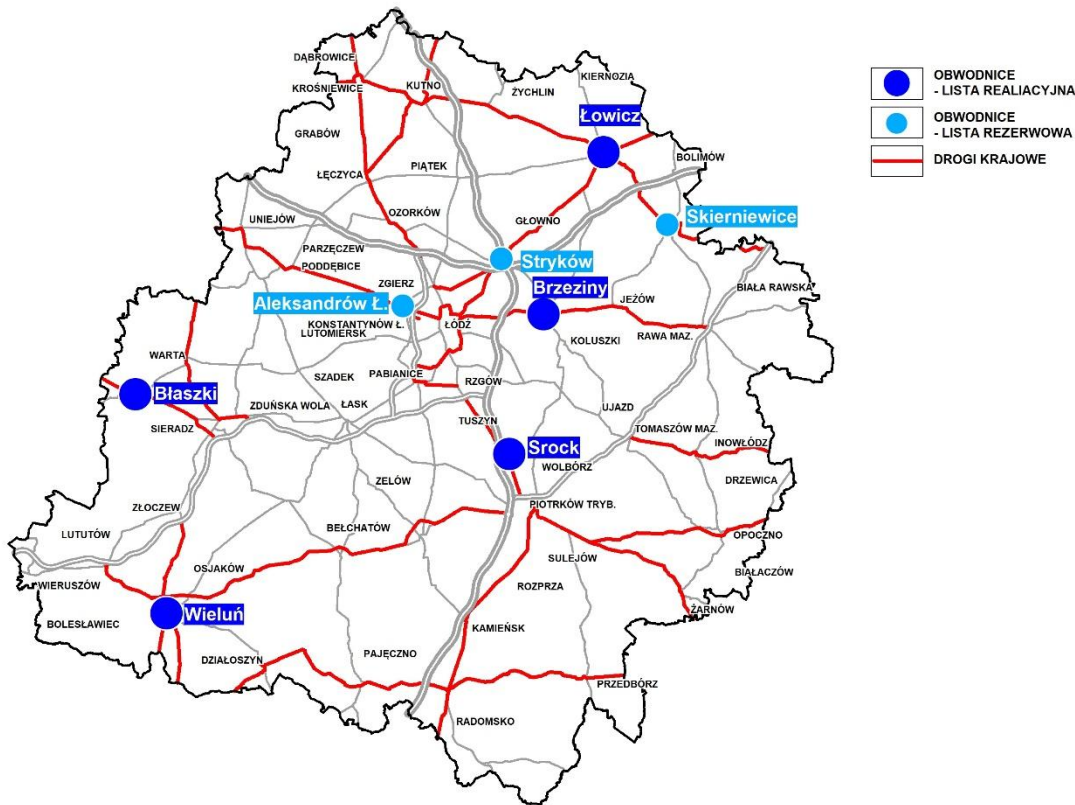 DĄBROWICE
KROŚNIEWICE
KUTNO
ŻYCHLIN
KIERNOZIA
Łowicz
GRABÓW
PIĄTEK
BOLIMÓW
ŁĘCZYCA
UNIEJÓW
OZORKÓW
GŁOWNO
Skierniewice
PARZĘCZEW
PODDĘBICE
Stryków
ZGIERZ
Brzeziny
BIAŁA RAWSKA
Aleksandrów Ł.
JEŻÓW
KONSTANTYNÓW Ł.
LUTOMIERSK
ŁÓDŹ
KOLUSZKI
RAWA MAZ.
WARTA
SZADEK
PABIANICE
RZGÓW
Błaszki
ZDUŃSKA WOLA
ŁASK
UJAZD
SIERADZ
TUSZYN
TOMASZÓW MAZ.
INOWŁÓDZ
Srock
WOLBÓRZ
ZELÓW
DRZEWICA
ZŁOCZEW
PIOTRKÓW TRYB.
LUTUTÓW
BEŁCHATÓW
OPOCZNO
OSJAKÓW
SULEJÓW
BIAŁACZÓW
WIERUSZÓW
ROZPRZA
ŻARNÓW
BOLESŁAWIEC
Wieluń
KAMIEŃSK
DZIAŁOSZYN
PAJĘCZNO
PRZEDBÓRZ
RADOMSKO
OBWODNICE
- LISTA REALIACYJNA
OBWODNICE
- LISTA REZERWOWA
DROGI KRAJOWE